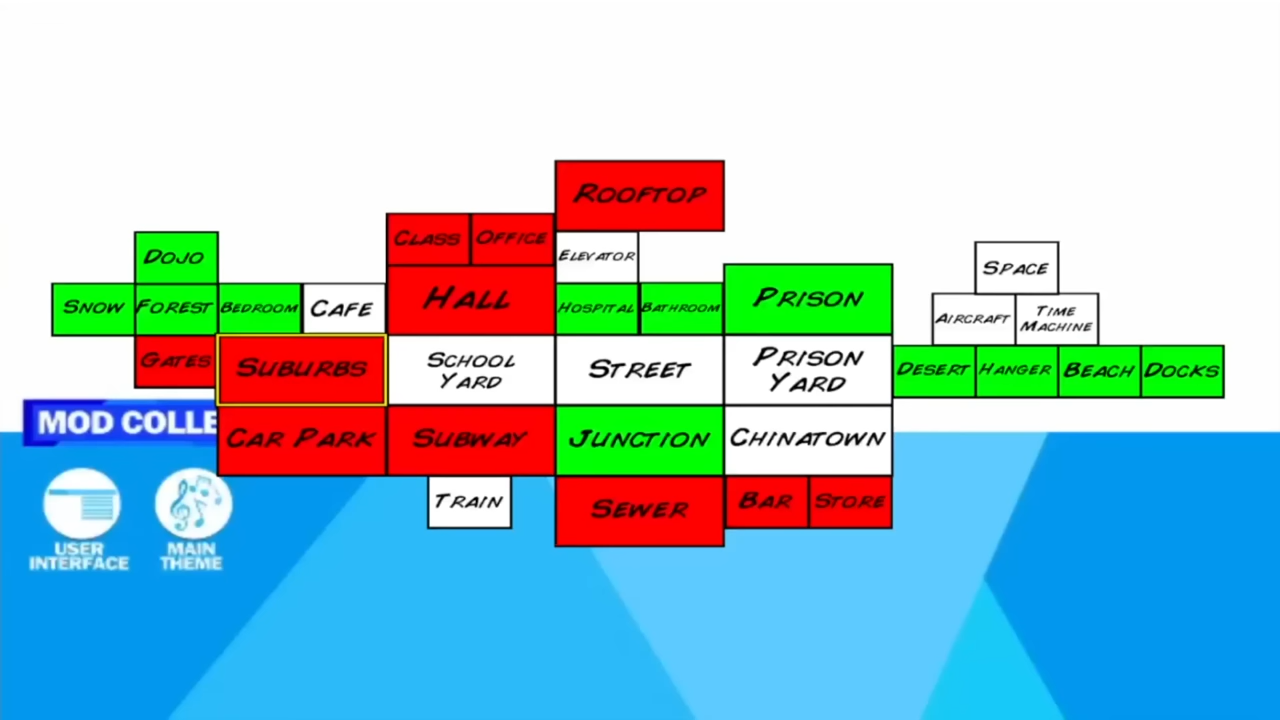 ROOFTOP
CLASS
OFFICE
ELEVATOR
DOJO
SPACE
SNOW
FOREST
BEDROOM
CAFE
HALL
HOSPITAL
BATHROOM
PRISON
AIRCRAFT
TIME
MACHINE
GATES
SUBURBS
SCHOOL
YARD
STREET
PRISON
YARD
DESERT
HANGER
BEACH
DOCKS
MOD COLLE
CAR PARK
SUBWAY
JUNCTION
CHINATOWN
TRAIN
SEWER
BAR
STORE
USER
INTERFACE
MAIN
THEME